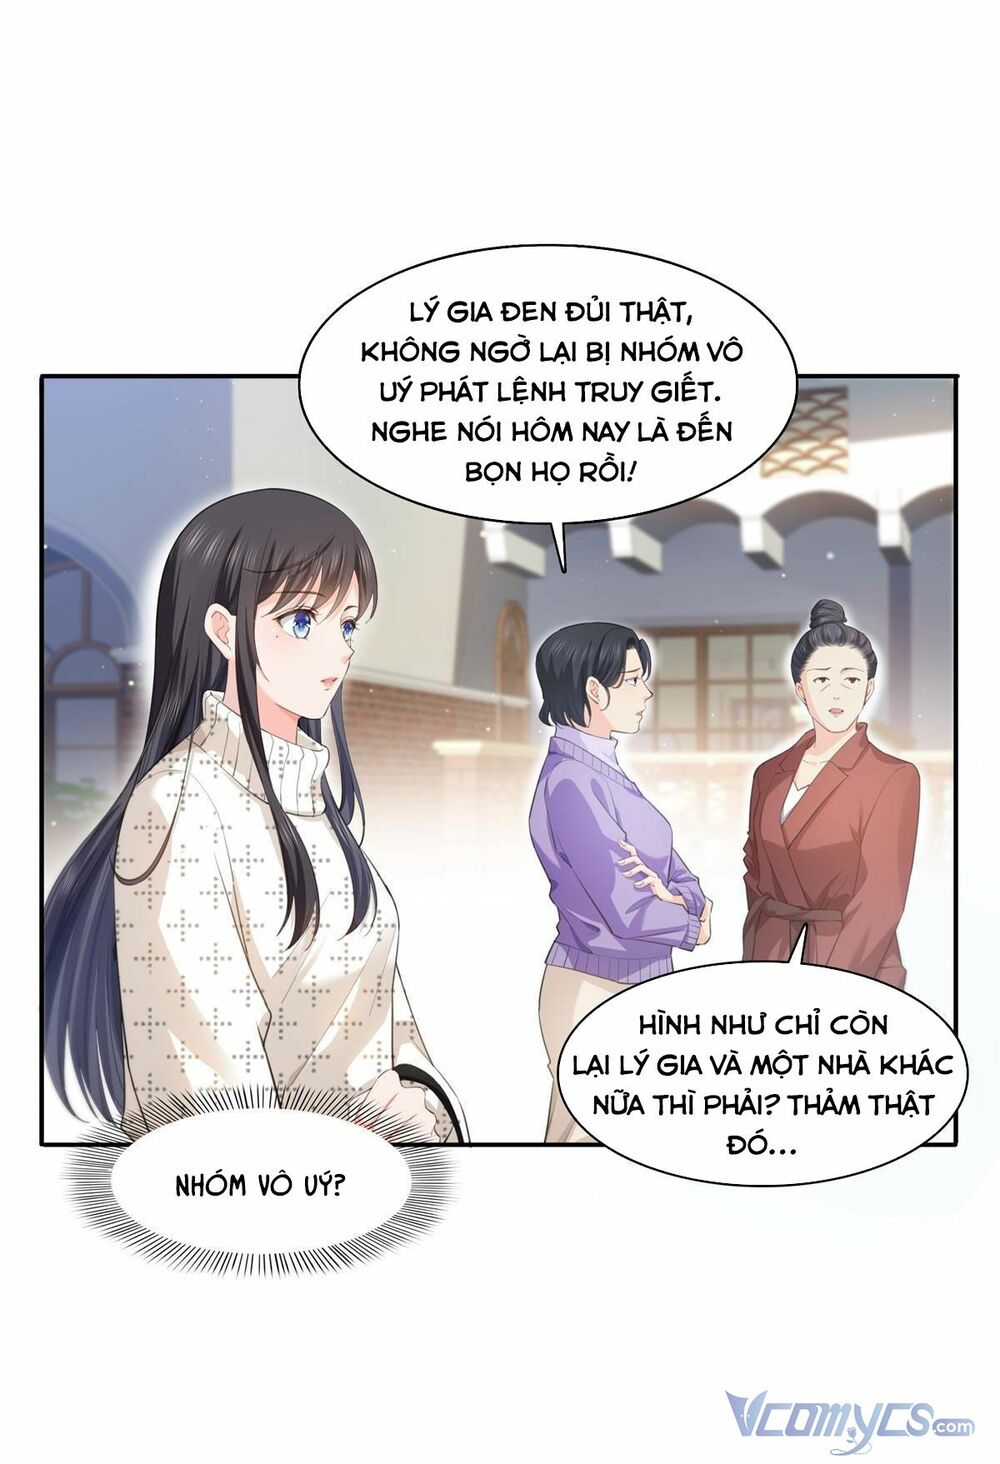 LÝ GIA ĐEN ĐỦI THẬT,
KHÔNG NGỜ LẠI BỊ NHÓM VÔ
UÝ PHÁT LỆNH TRUY GIẾT.
NGHE NÓI HÔM NAY LÀ ĐẾN
BỌN HỌ RỒI!
HÌNH NHƯ CHỈ CÒN
LẠI LÝ GIA VÀ MỘT NHÀ KHÁC
NỮA THÌ PHẢI? THẢM THẬT
ĐÓ...
NHÓM VÔ UÝ?
VCOMYCS.com